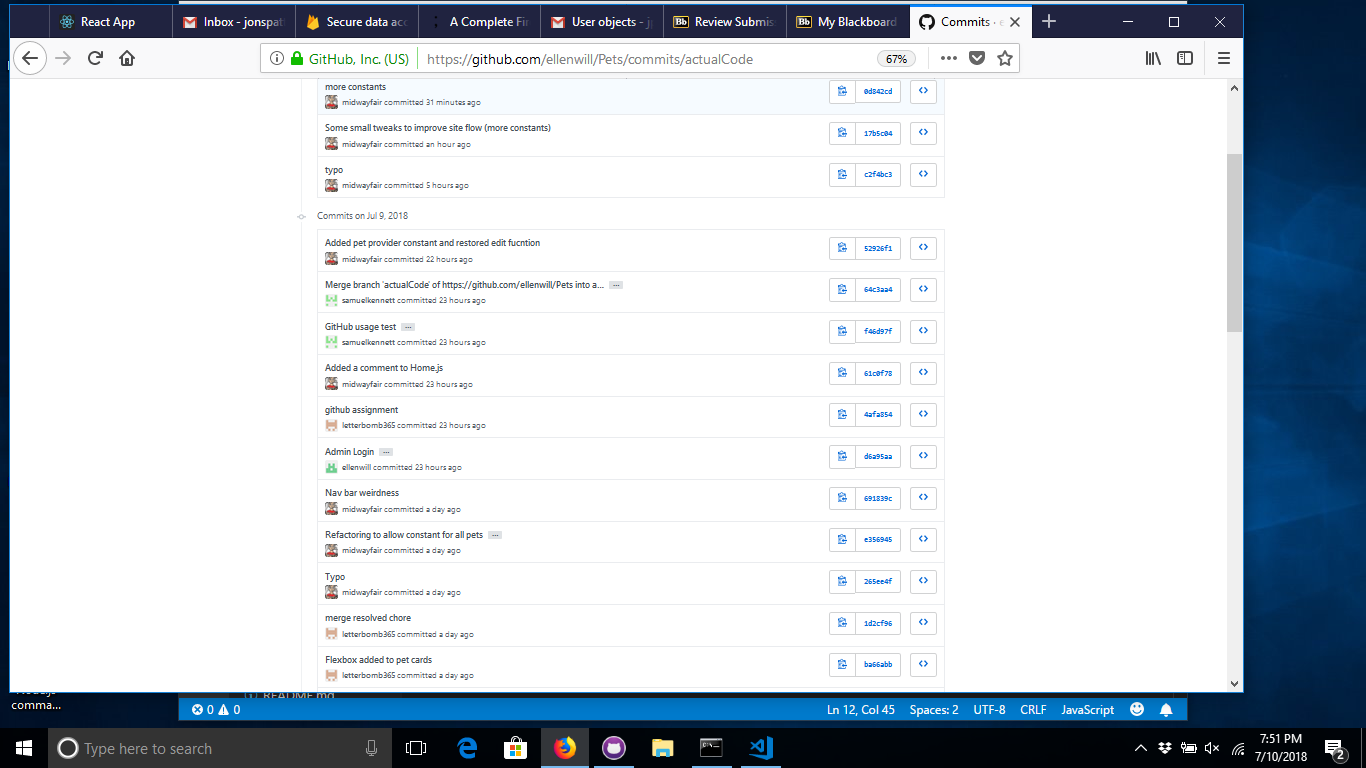 React App
Inbox - jonspat
Secure data acc
A Complete Fir
User objects - jp
Bb Review Submiss
Bb My Blackboard
Commits · e
GitHub, Inc. (US)
https://github.com/ellenwill/Pets/commits/actualCode
67%
more constants
midwayfair committed 31 minutes ago
0d842cd
Some small tweaks to improve site flow (more constants)
midwayfair committed an hour ago
17b5c04
typo
midwayfair committed 5 hours ago
c2f4bc3
Commits on Jul 9, 2018
Added pet provider constant and restored edit fucntion
midwayfair committed 22 hours ago
52926f1
Merge branch 'actualCode' of https://github.com/ellenwill/Pets into a... ...
samuelkennett committed 23 hours ago
64c3aa4
GitHub usage test ...
samuelkennett committed 23 hours ago
f46d97f
Added a comment to Home.js
midwayfair committed 23 hours ago
61c0f78
github assignment
letterbomb365 committed 23 hours ago
4afa854
Admin Login ...
ellenwill committed 23 hours ago
d6a95aa
Nav bar weirdness
midwayfair committed a day ago
691839c
Refactoring to allow constant for all pets ...
midwayfair committed a day ago
e356945
Typo
midwayfair committed a day ago
265ee4f
merge resolved chore
letterbomb365 committed a day ago
1d2cf96
Flexbox added to pet cards
letterbomb365 committed a day ago
ba66abb
README.md
comma...
0 0
Ln 12, Col 45
Spaces: 2
UTF-8
CRLF
JavaScript
Type here to search
7:51 PM
7/10/2018
2